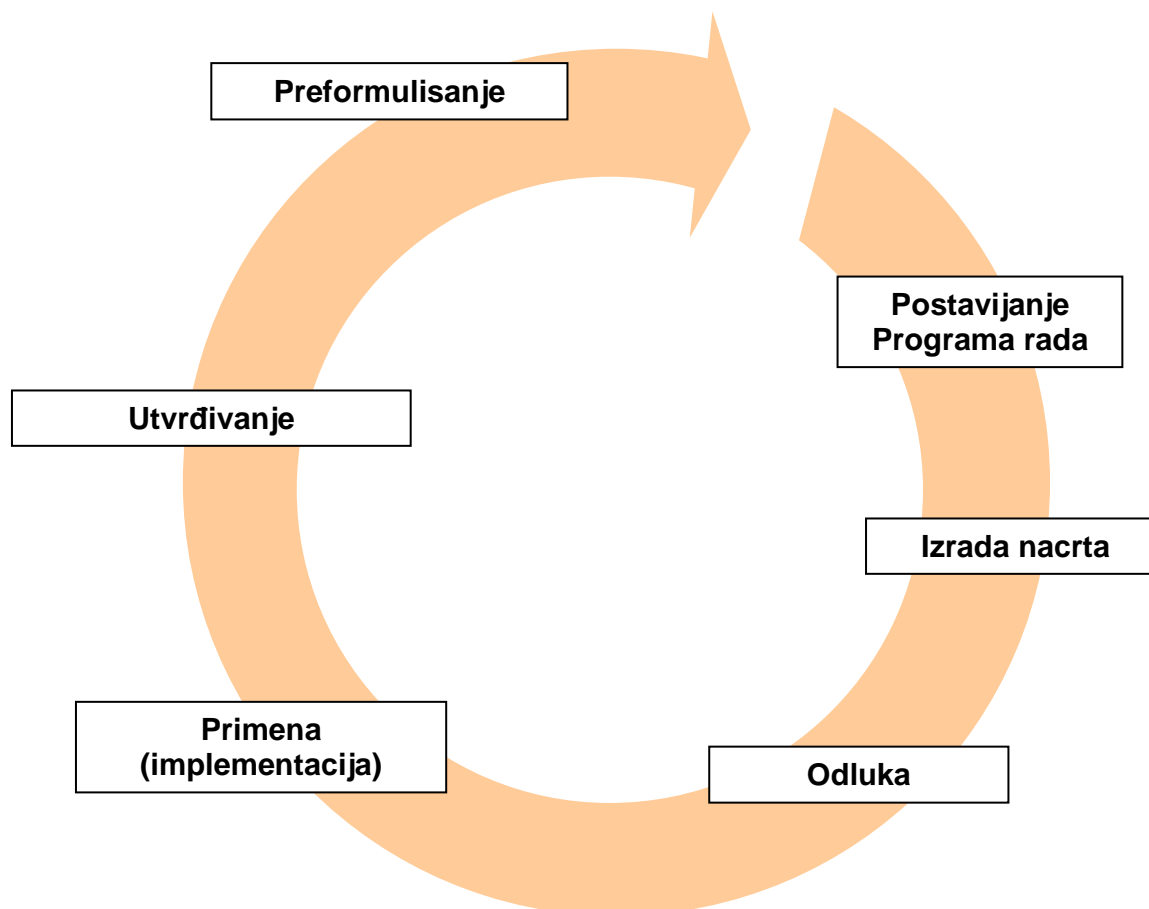 Preformulisanje
Postavijanje
Programa rada
Utvrđivanje
Izrada nacrta
Primena
(implementacija)
Odluka